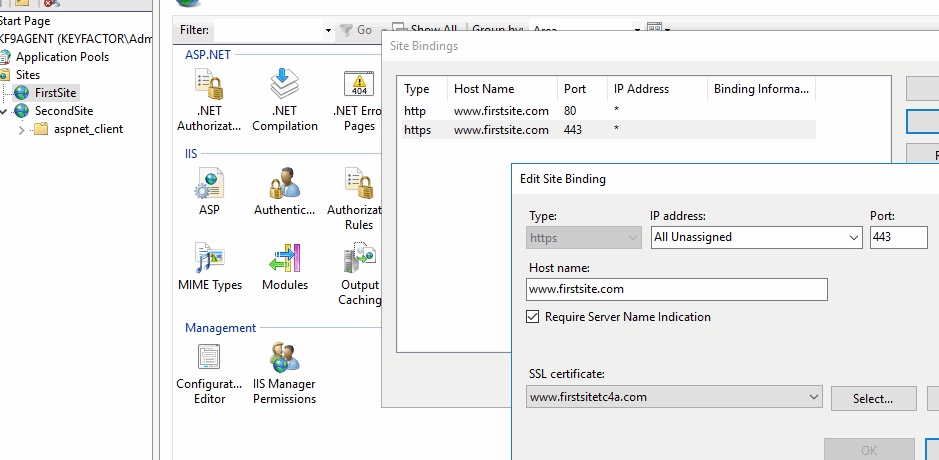 Start Page
KF9AGENT (KEYFACTOR\Adm
Application Pools
Sites
FirstSite
SecondSite
aspnet_client
Filter:
Go
Show All
Group by:
Area
ASP.NET
.NET Authorizat...
.NET Compilation
.NET Erro Pages
404
IIS
ASP
Authentic...
Authorizat Rules
MIME Types
Modules
Output Caching
Management
Configurat... Editor
IIS Manager Permissions
Site Bindings
Type Host Name Port IP Address Binding Informa...
http www.firstsite.com 80 *
https www.firstsite.com 443 *
Edit Site Binding
Type: IP address: Port:
https All Unassigned 443
Host name:
www.firstsite.com
Require Server Name Indication
SSL certificate:
www.firstsitetc4a.com
Select...
OK